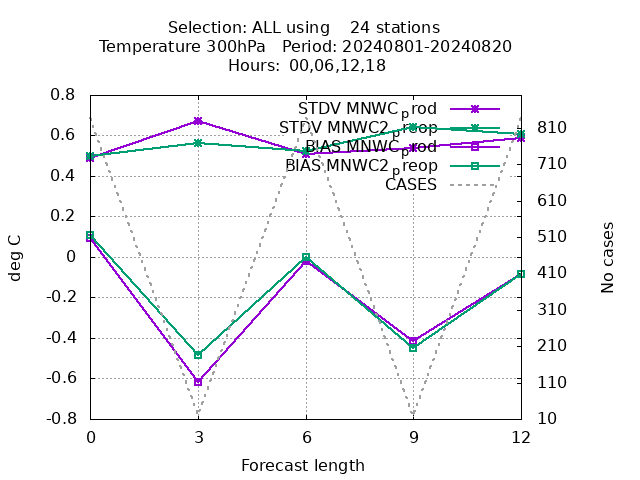 Selection: ALL using    24 stations
Temperature 300hPa   Period: 20240801-20240820
Hours:  00,06,12,18
STDV MNWC_prod
STDV MNWC2_preop
BIAS MNWC_prod
BIAS MNWC2_preop
CASES
0.8
0.6
0.4
0.2
0
-0.2
-0.4
-0.6
-0.8
deg C
810
710
610
510
410
310
210
110
10
No cases
0 3 6 9 12
Forecast length